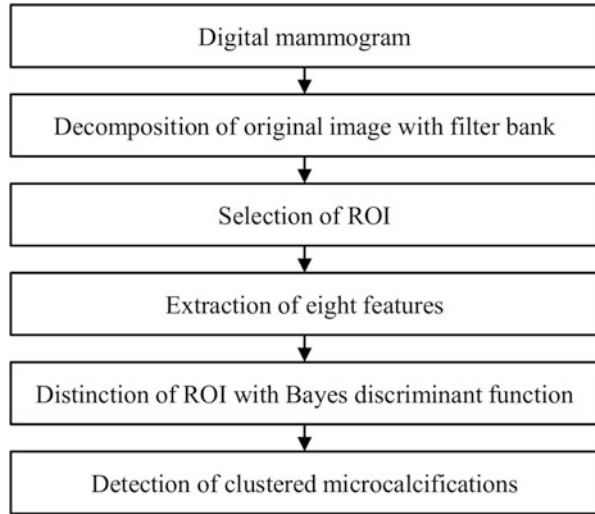 Digital mammogram
Decomposition of original image with filter bank
Selection of ROI
Extraction of eight features
Distinction of ROI with Bayes discriminant function
Detection of clustered microcalcifications